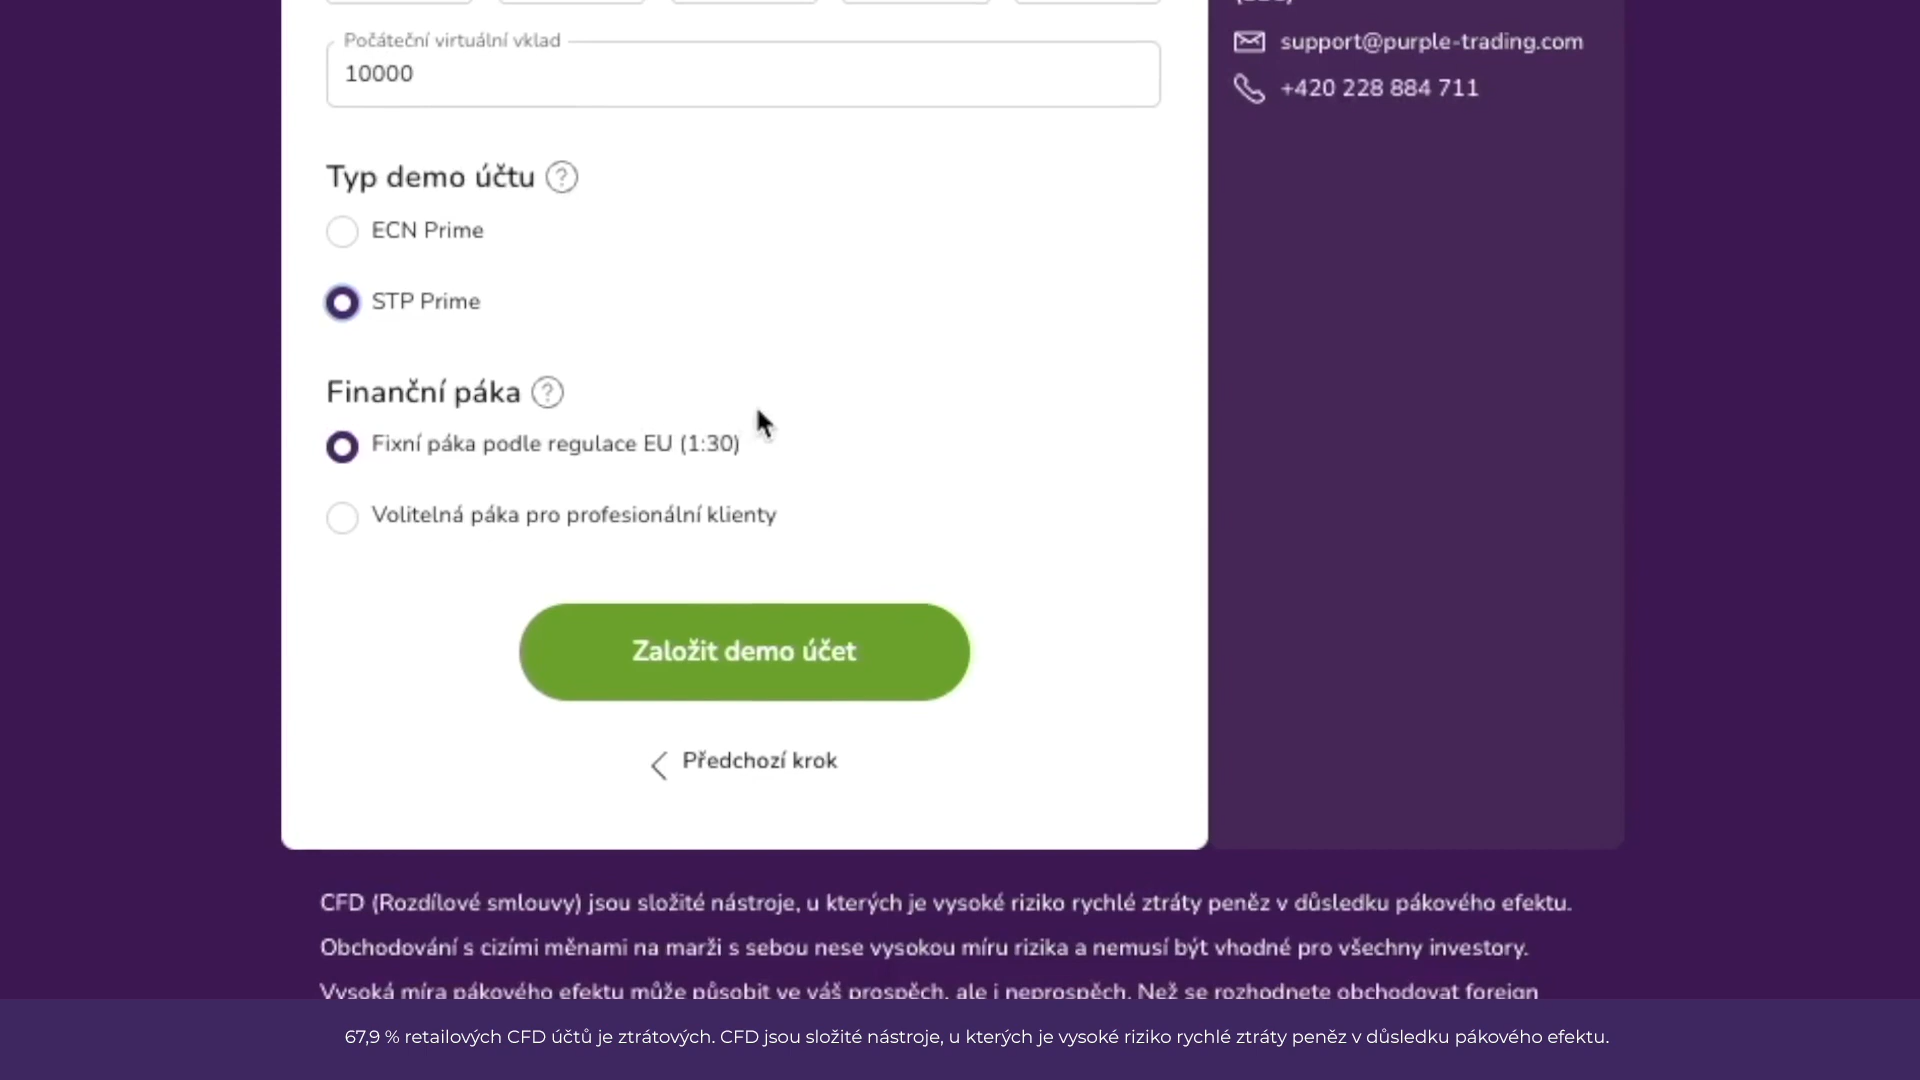 support@purple-trading.com
+420 228 884 711
Počáteční virtuální vklad
10000
Typ demo účtu ?
ECN Prime
STP Prime
Finanční páka ?
Fixní páka podle regulace EU (1:30)
Volitelná páka pro profesionální klienty
Založit demo účet
Předchozí krok
CFD (Rozdílové smlouvy) jsou složité nástroje, u kterých je vysoké riziko rychlé ztráty peněz v důsledku pákového efektu.
Obchodování s cizími měnami na marži s sebou nese vysokou míru rizika a nemusí být vhodné pro všechny investory.
Vysoká míra pákového efektu může působit ve váš prospěch, ale i neprospěch. Než se rozhodnete obchodovat foreign
67,9 % retailových CFD účtů je ztrátových. CFD jsou složité nástroje, u kterých je vysoké riziko rychlé ztráty peněz v důsledku pákového efektu.